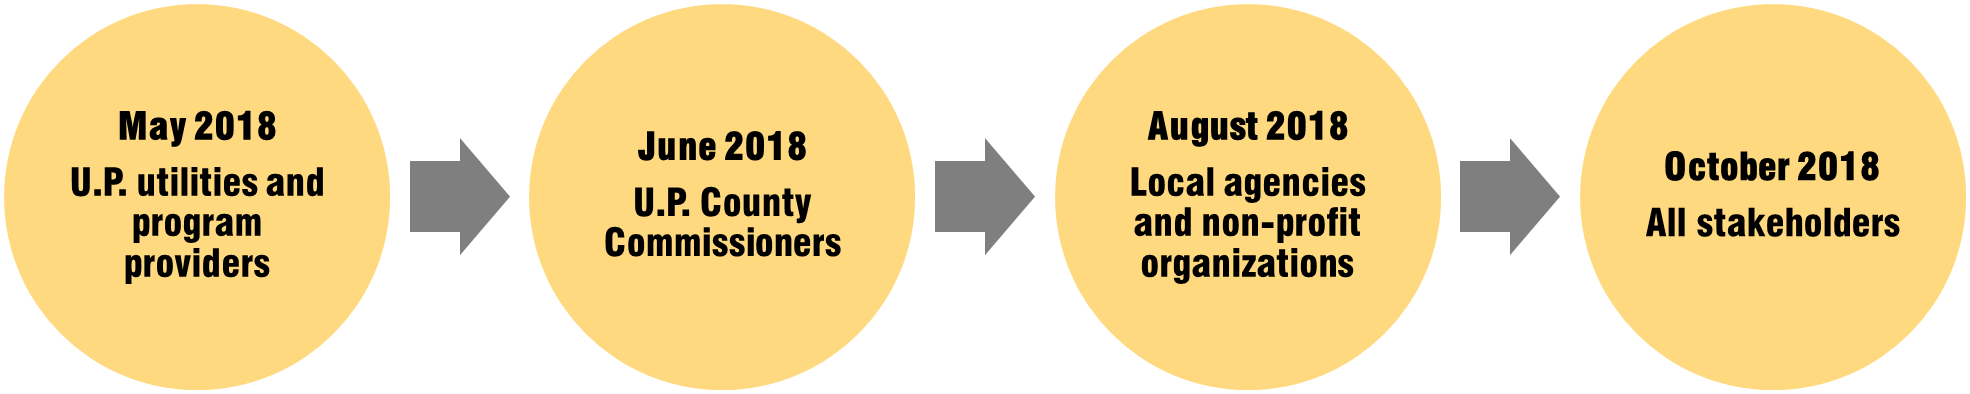 May 2018
U.P. utilities and
program
providers
June 2018
U.P. County
Commissioners
August 2018
Local agencies
and non-profit
organizations
October 2018
All stakeholders